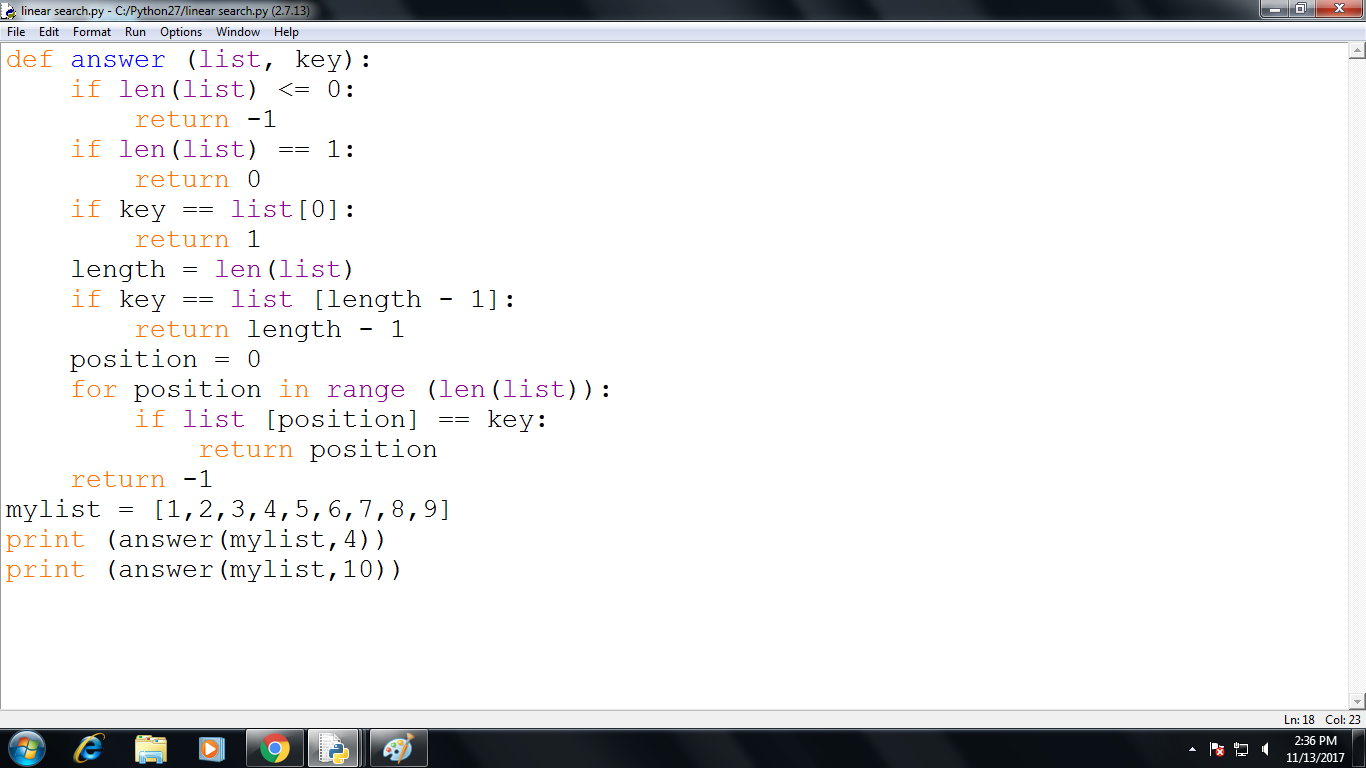 linear search.py - C:/Python27/linear search.py (2.7.13)
File Edit Format Run Options Window Help
def answer (list, key):
    if len(list) <= 0:
        return -1
    if len(list) == 1:
        return 0
    if key == list[0]:
        return 1
    length = len(list)
    if key == list [length - 1]:
        return length - 1
    position = 0
    for position in range (len(list)):
        if list [position] == key:
            return position
    return -1
mylist = [1,2,3,4,5,6,7,8,9]
print (answer(mylist,4))
print (answer(mylist,10))
Ln: 18 Col: 23
2:36 PM
11/13/2017